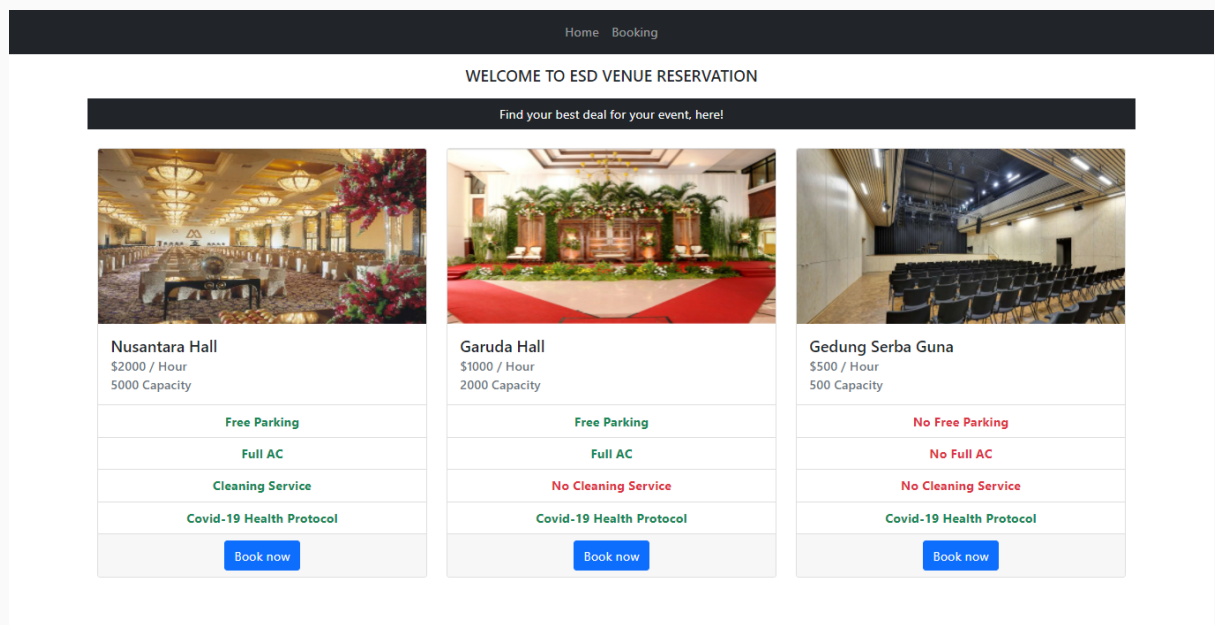 Home Booking
WELCOME TO ESD VENUE RESERVATION
Find your best deal for your event, here!
Nusantara Hall
$2000 / Hour
5000 Capacity
Free Parking
Full AC
Cleaning Service
Covid-19 Health Protocol
Book now
Garuda Hall
$1000 / Hour
2000 Capacity
Free Parking
Full AC
No Cleaning Service
Covid-19 Health Protocol
Book now
Gedung Serba Guna
$500 / Hour
500 Capacity
No Free Parking
No Full AC
No Cleaning Service
Covid-19 Health Protocol
Book now